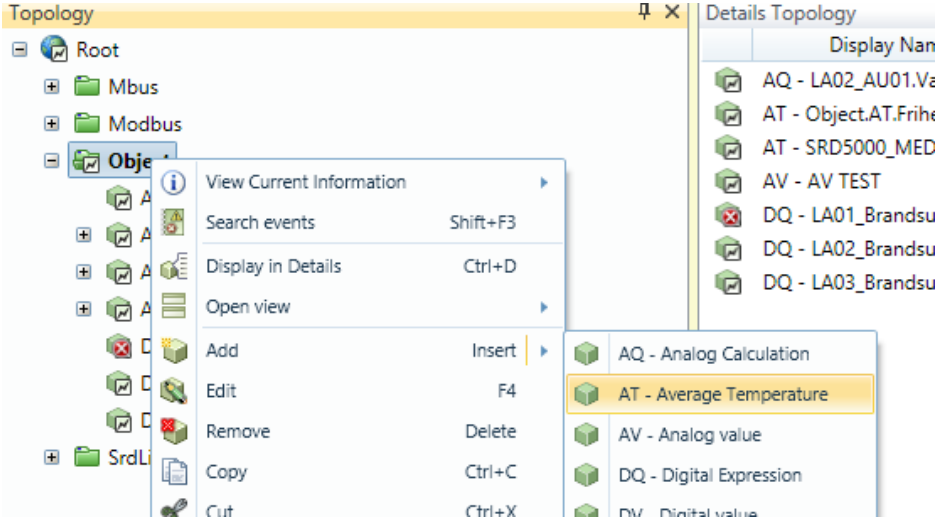 Topology
Root
Mbus
Modbus
View Current Information
Search events Shift+F3
Display in Details Ctrl+D
Open view
Add Insert
Edit F4
Remove Delete
Copy Ctrl+C
Cut Ctrl+X
AQ - Analog Calculation
AT - Average Temperature
AV - Analog value
DQ - Digital Expression
DV - Digital value
Details Topology
Display Nam
AQ - LA02_AU01.Va
AT - Object.AT.Frihe
AT - SRD5000_MED
AV - AV TEST
DQ - LA01_Brandsu
DQ - LA02_Brandsu
DQ - LA03_Brandsu